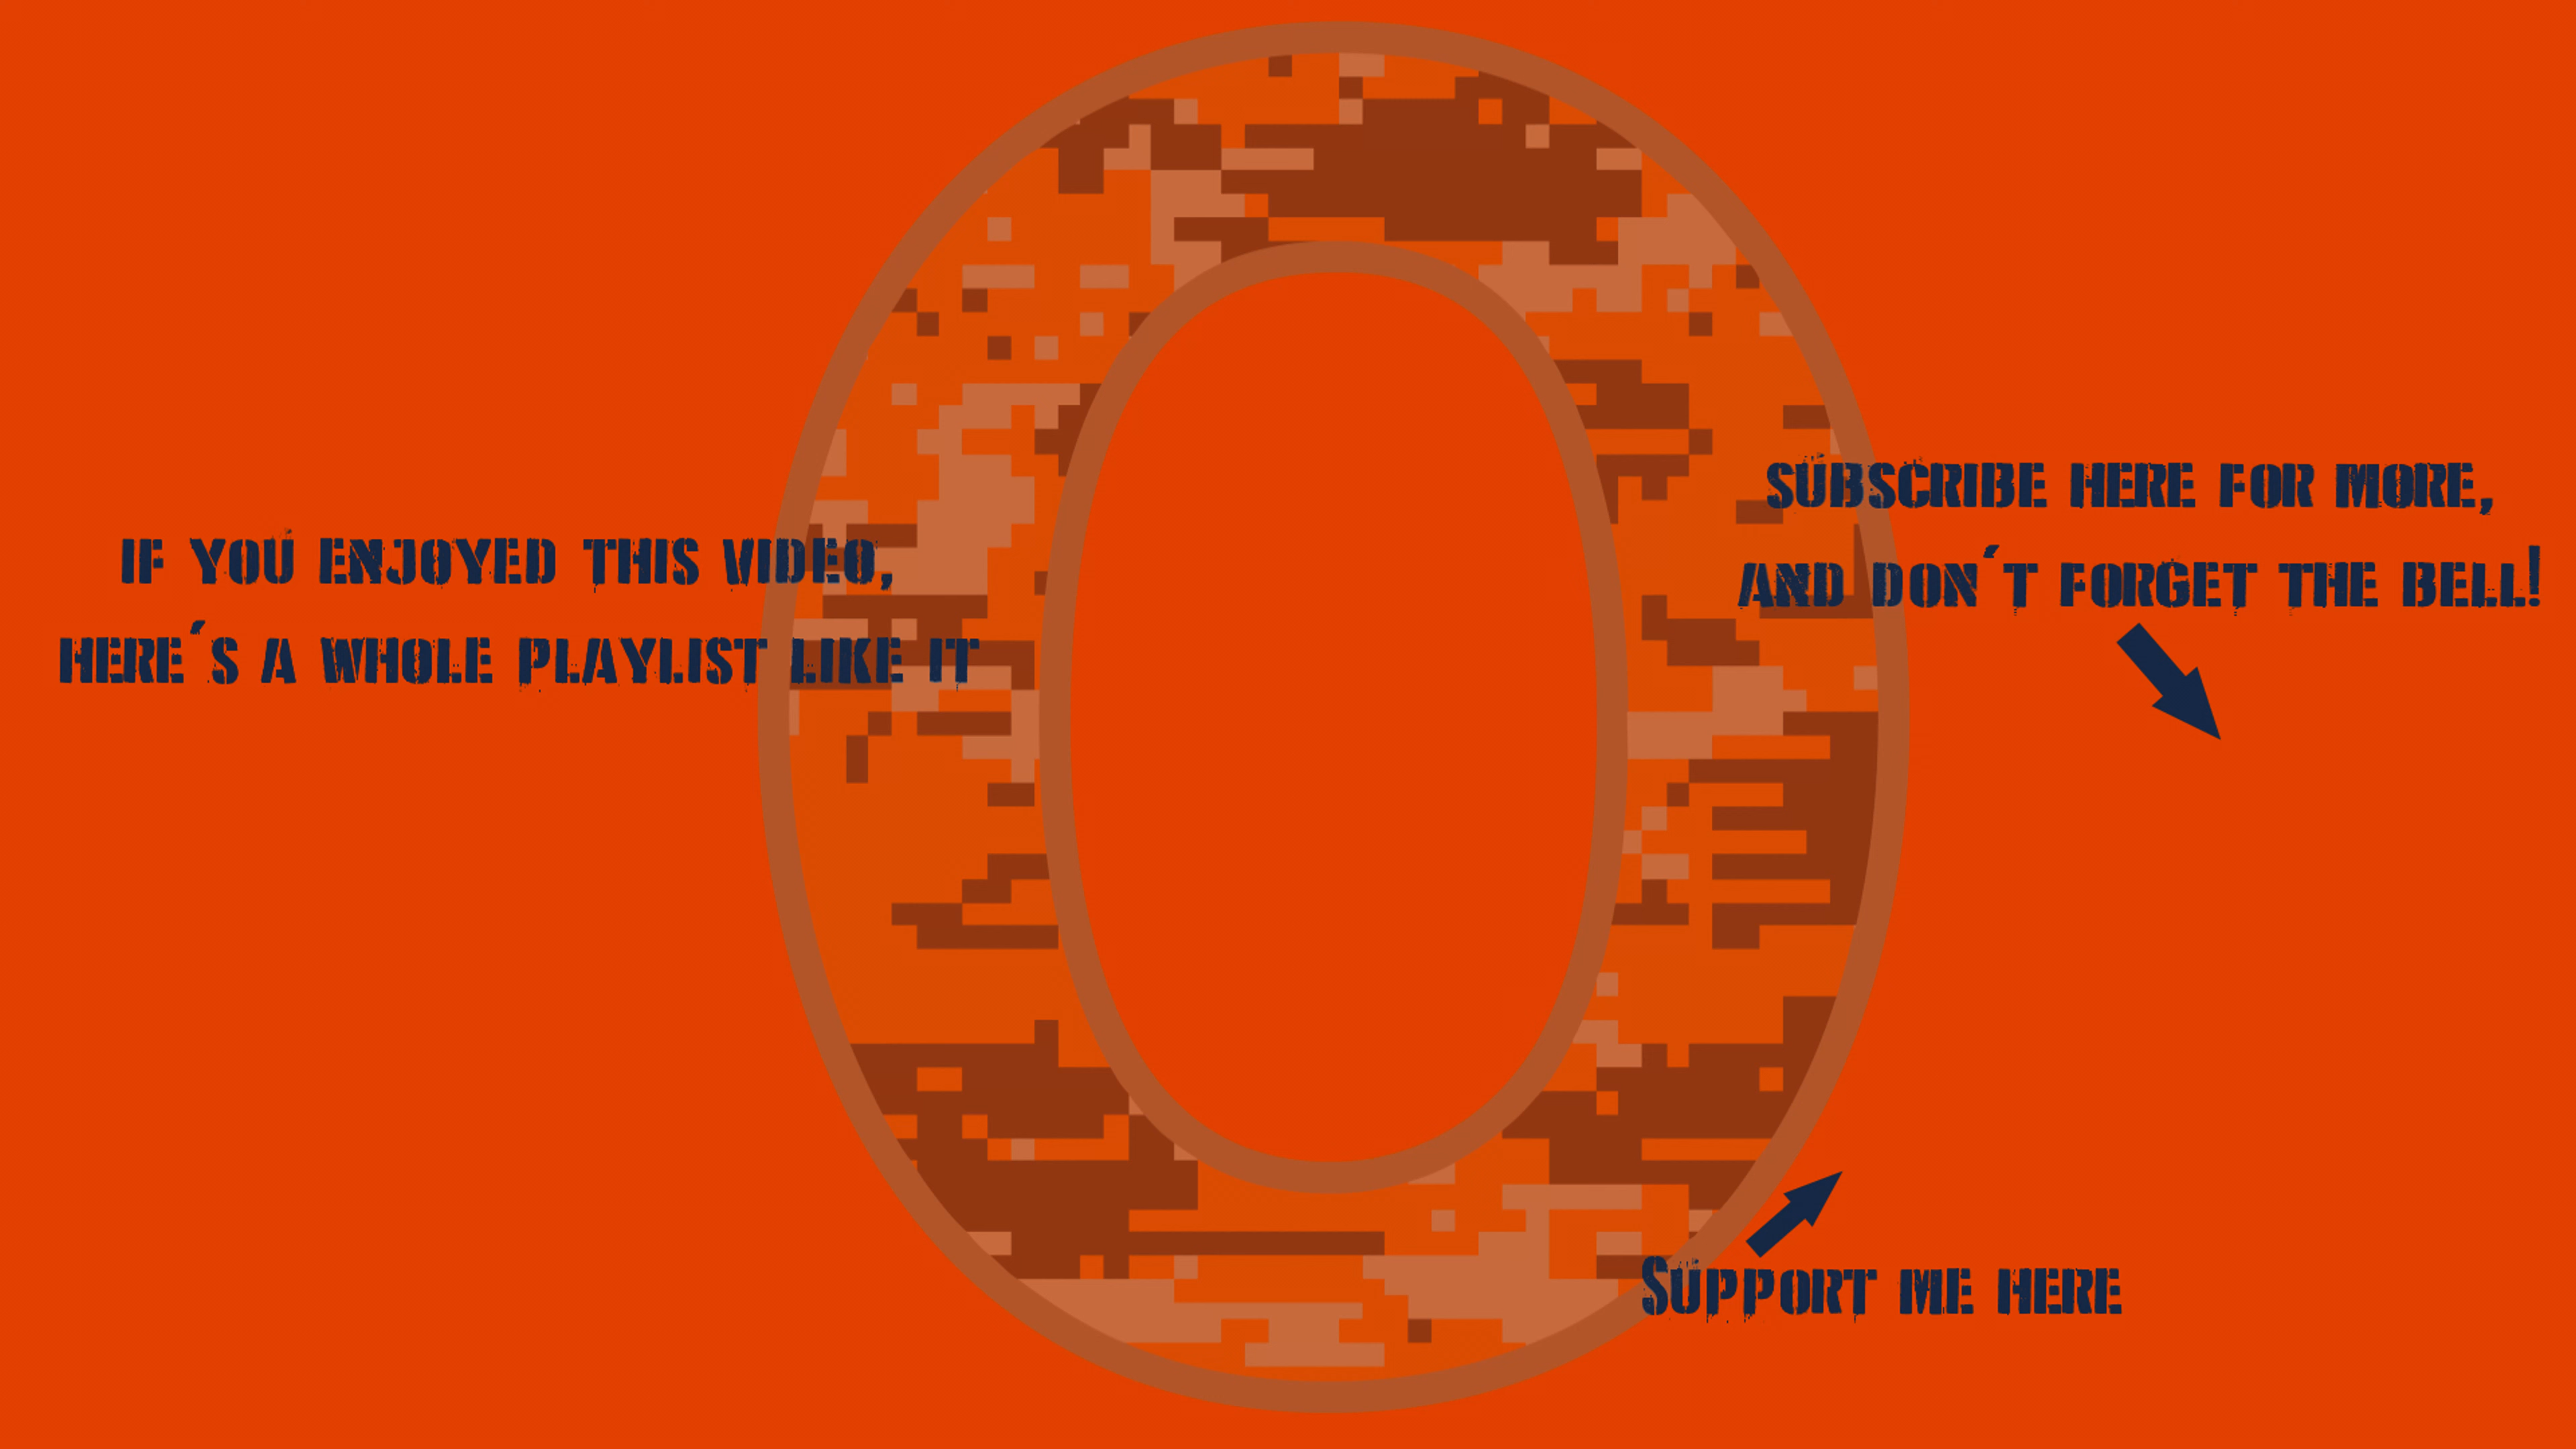 IF YOU ENJOYED THIS VIDEO,
HERE´S A WHOLE PLAYLIST LIKE IT
SUBSCRIBE HERE FOR MORE,
AND DON´T FORGET THE BELL!
SUPPORT ME HERE
O